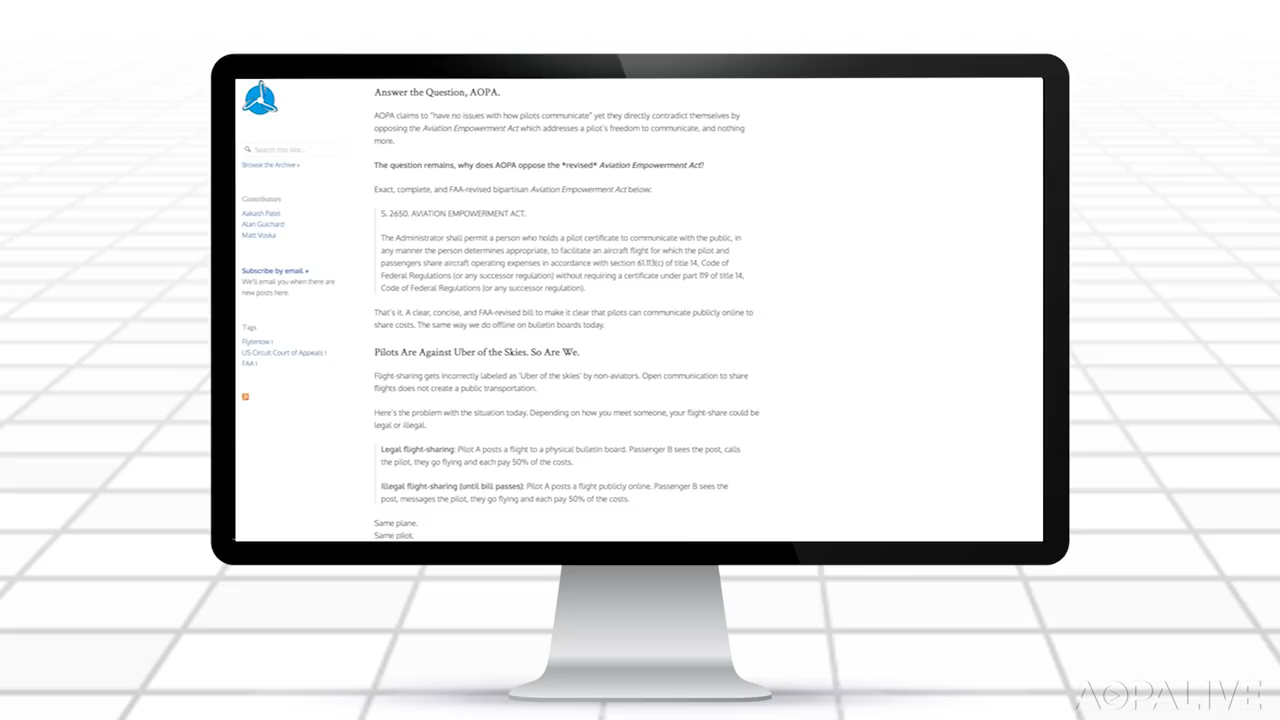 Search this site...
Browse the Archive »
Contributors
Aakash Patel
Alan Guichard
Matt Voska
Subscribe by email »
We'll email you when there are
new posts here.
Tags
Flytenow 1
US Circuit Court of Appeals 1
FAA 1
Answer the Question, AOPA.
AOPA claims to "have no issues with how pilots communicate" yet they directly contradict themselves by
opposing the Aviation Empowerment Act which addresses a pilot's freedom to communicate, and nothing
more.
The question remains, why does AOPA oppose the *revised* Aviation Empowerment Act?
Exact, complete, and FAA-revised bipartisan Aviation Empowerment Act below:
S. 2650. AVIATION EMPOWERMENT ACT.
The Administrator shall permit a person who holds a pilot certificate to communicate with the public, in
any manner the person determines appropriate, to facilitate an aircraft flight for which the pilot and
passengers share aircraft operating expenses in accordance with section 61.113(c) of title 14, Code of
Federal Regulations (or any successor regulation) without requiring a certificate under part 119 of title 14,
Code of Federal Regulations (or any successor regulation).
That's it. A clear, concise, and FAA-revised bill to make it clear that pilots can communicate publicly online to
share costs. The same way we do offline on bulletin boards today.
Pilots Are Against Uber of the Skies. So Are We.
Flight-sharing gets incorrectly labeled as 'Uber of the skies' by non-aviators. Open communication to share
flights does not create a public transportation.
Here's the problem with the situation today. Depending on how you meet someone, your flight-share could be
legal or illegal.
Legal flight-sharing: Pilot A posts a flight to a physical bulletin board. Passenger B sees the post, calls
the pilot, they go flying and each pay 50% of the costs.
Illegal flight-sharing (until bill passes): Pilot A posts a flight publicly online. Passenger B sees the
post, messages the pilot, they go flying and each pay 50% of the costs.
Same plane.
Same pilot.
AOPALIVE